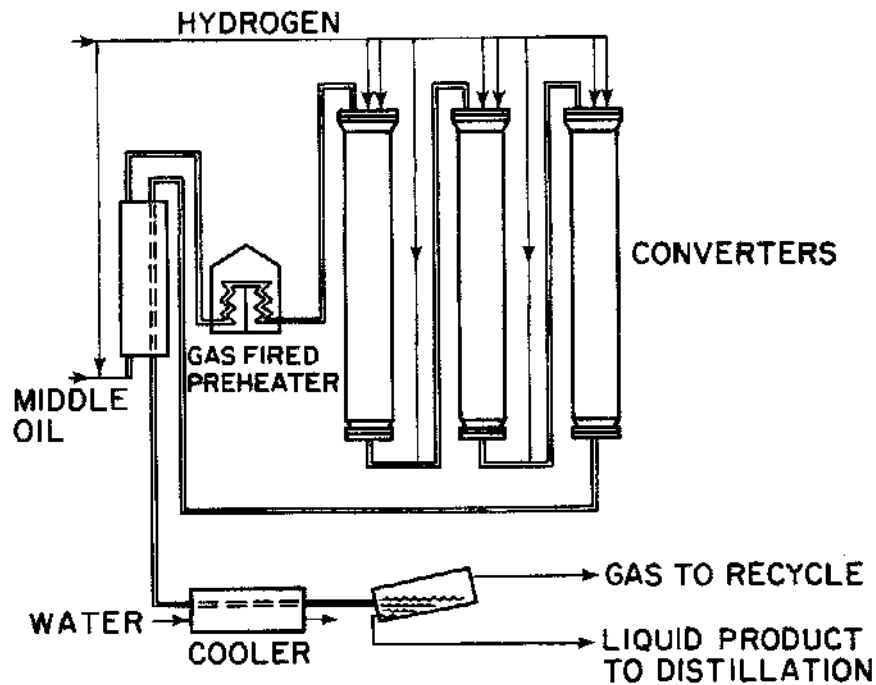 HYDROGEN
CONVERTERS
GAS FIRED
PREHEATER
MIDDLE
OIL
GAS TO RECYCLE
WATER
COOLER
LIQUID PRODUCT
TO DISTILLATION